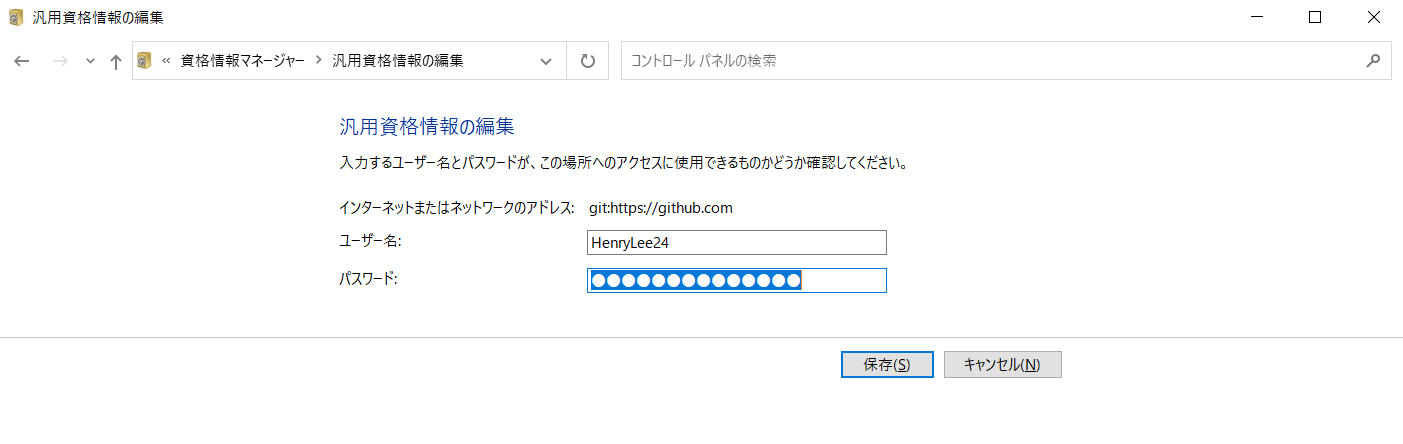 汎用資格情報の編集
« 資格情報マネージャー > 汎用資格情報の編集
コントロール パネルの検索
汎用資格情報の編集
入力するユーザー名とパスワードが、この場所へのアクセスに使用できるものかどうか確認してください。
インターネットまたはネットワークのアドレス: git:https://github.com
ユーザー名: HenryLee24
パスワード: ●●●●●●●●●●●●●●
保存(S) キャンセル(N)